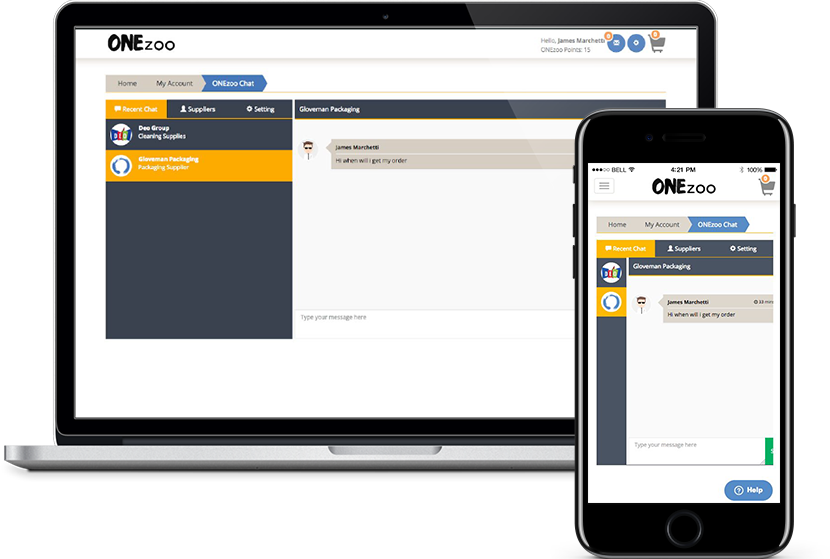 ONEzoo
Hello, James Marchetti
ONEzoo Points: 15
0
0
Home
My Account
ONEzoo Chat
Recent Chat
Suppliers
Setting
Gloveman Packaging
Deo Group
Cleaning Supplies
Gloveman Packaging
Packaging Supplier
James Marchetti
Hi when will i get my order
Type your message here
BELL
4:21 PM
100%
ONEzoo
0
Home
My Account
ONEzoo Chat
Recent Chat
Suppliers
Setting
Gloveman Packaging
James Marchetti
33 min
Hi when will i get my order
Type your message here
Help